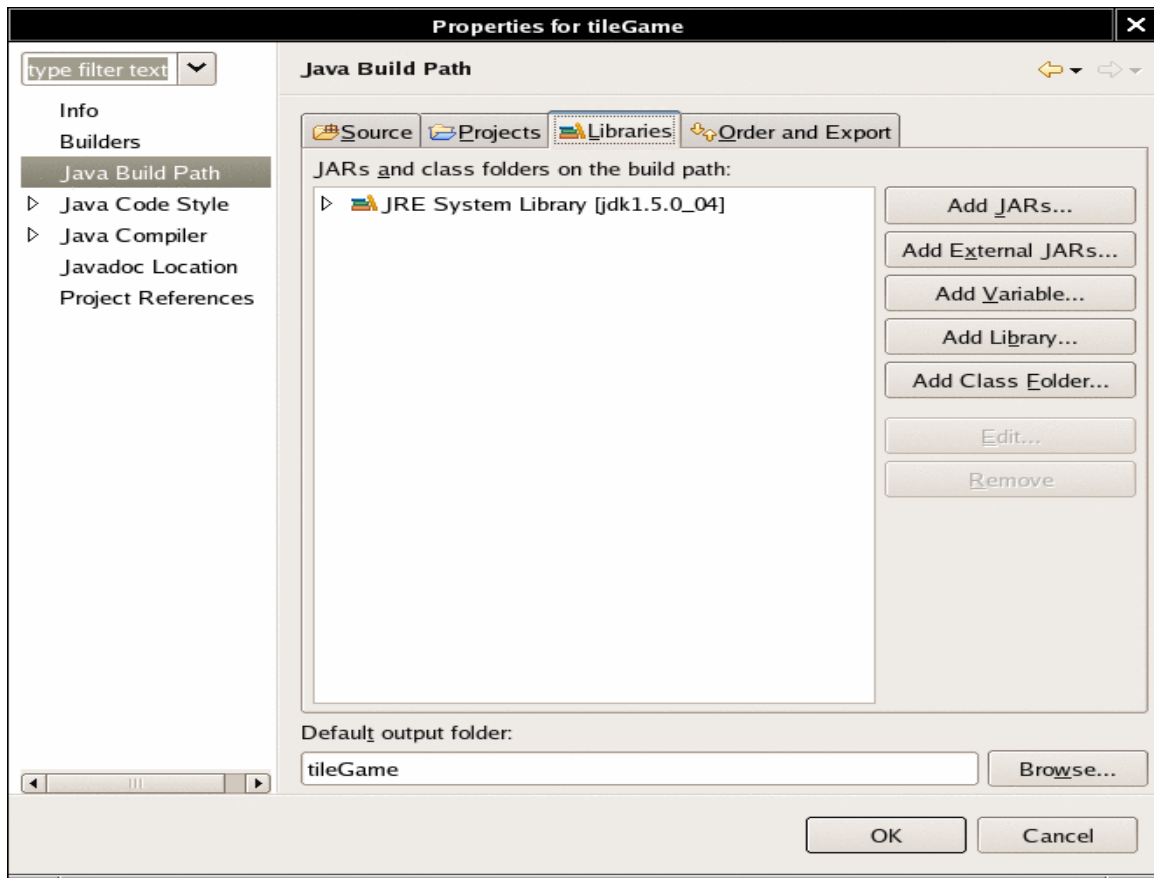 Properties for tileGame
type filter text
Java Build Path
Info
Builders
Java Build Path
Java Code Style
Java Compiler
Javadoc Location
Project References
Source
Projects
Libraries
Order and Export
JARs and class folders on the build path:
JRE System Library [jdk1.5.0_04]
Add JARs...
Add External JARs...
Add Variable...
Add Library...
Add Class Folder...
Edit...
Remove
Default output folder:
tileGame
Browse...
OK
Cancel